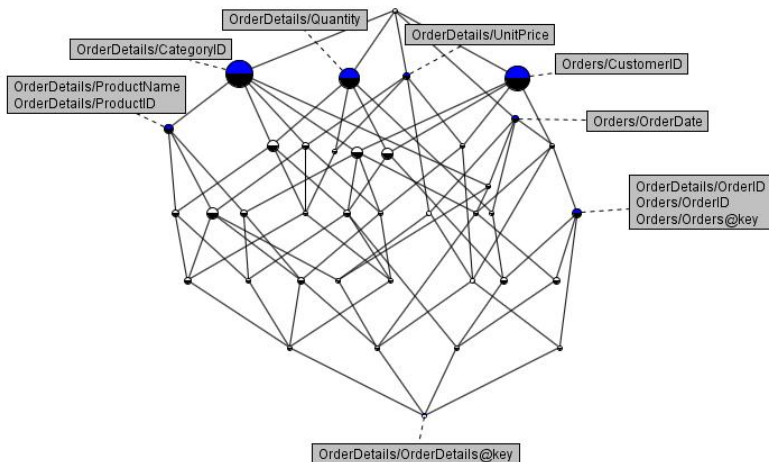 OrderDetails/Quantity
OrderDetails/UnitPrice
OrderDetails/CategoryID
Orders/CustomerID
OrderDetails/ProductName
OrderDetails/ProductID
Orders/OrderDate
OrderDetails/OrderID
Orders/OrderID
Orders/Orders@key
OrderDetails/OrderDetails@key